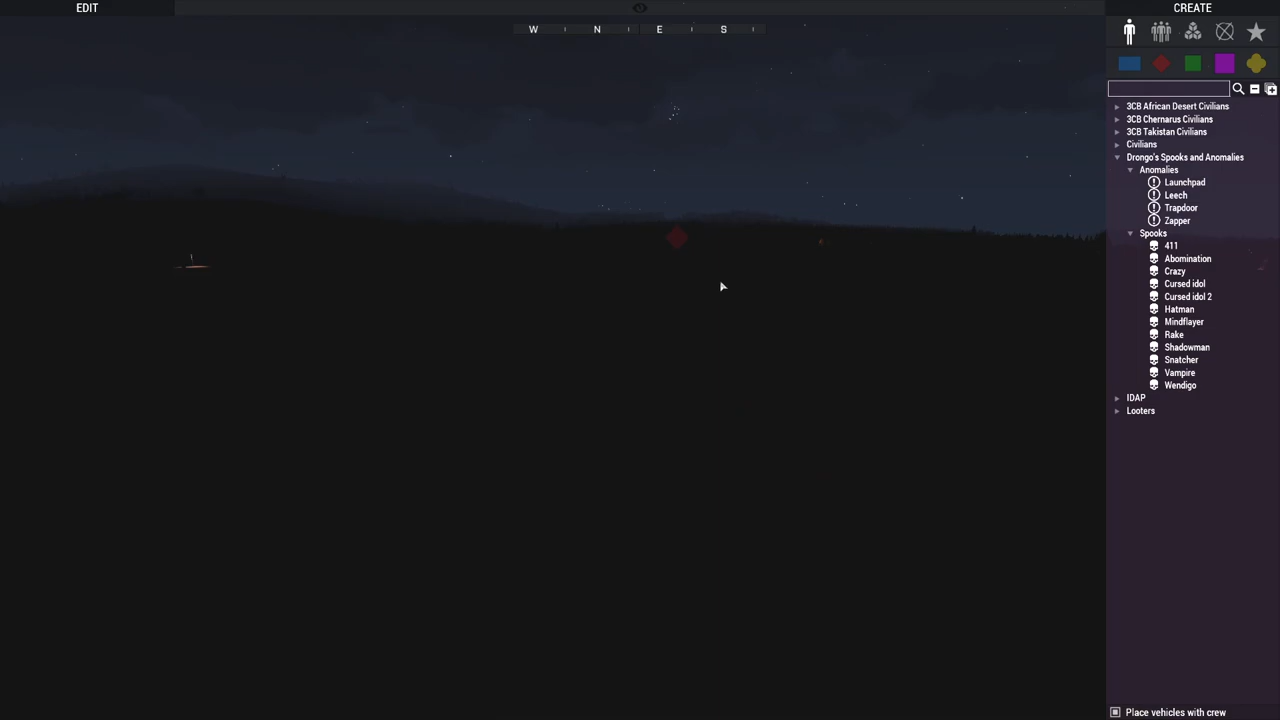 EDIT
CREATE
W N E S
3CB African Desert Civilians
3CB Chernarus Civilians
3CB Takistan Civilians
Civilians
Drongo's Spooks and Anomalies
Anomalies
Launchpad
Leech
Trapdoor
Zapper
Spooks
411
Abomination
Crazy
Cursed idol
Cursed idol 2
Hatman
Mindflayer
Rake
Shadowman
Snatcher
Vampire
Wendigo
IDAP
Looters
Place vehicles with crew